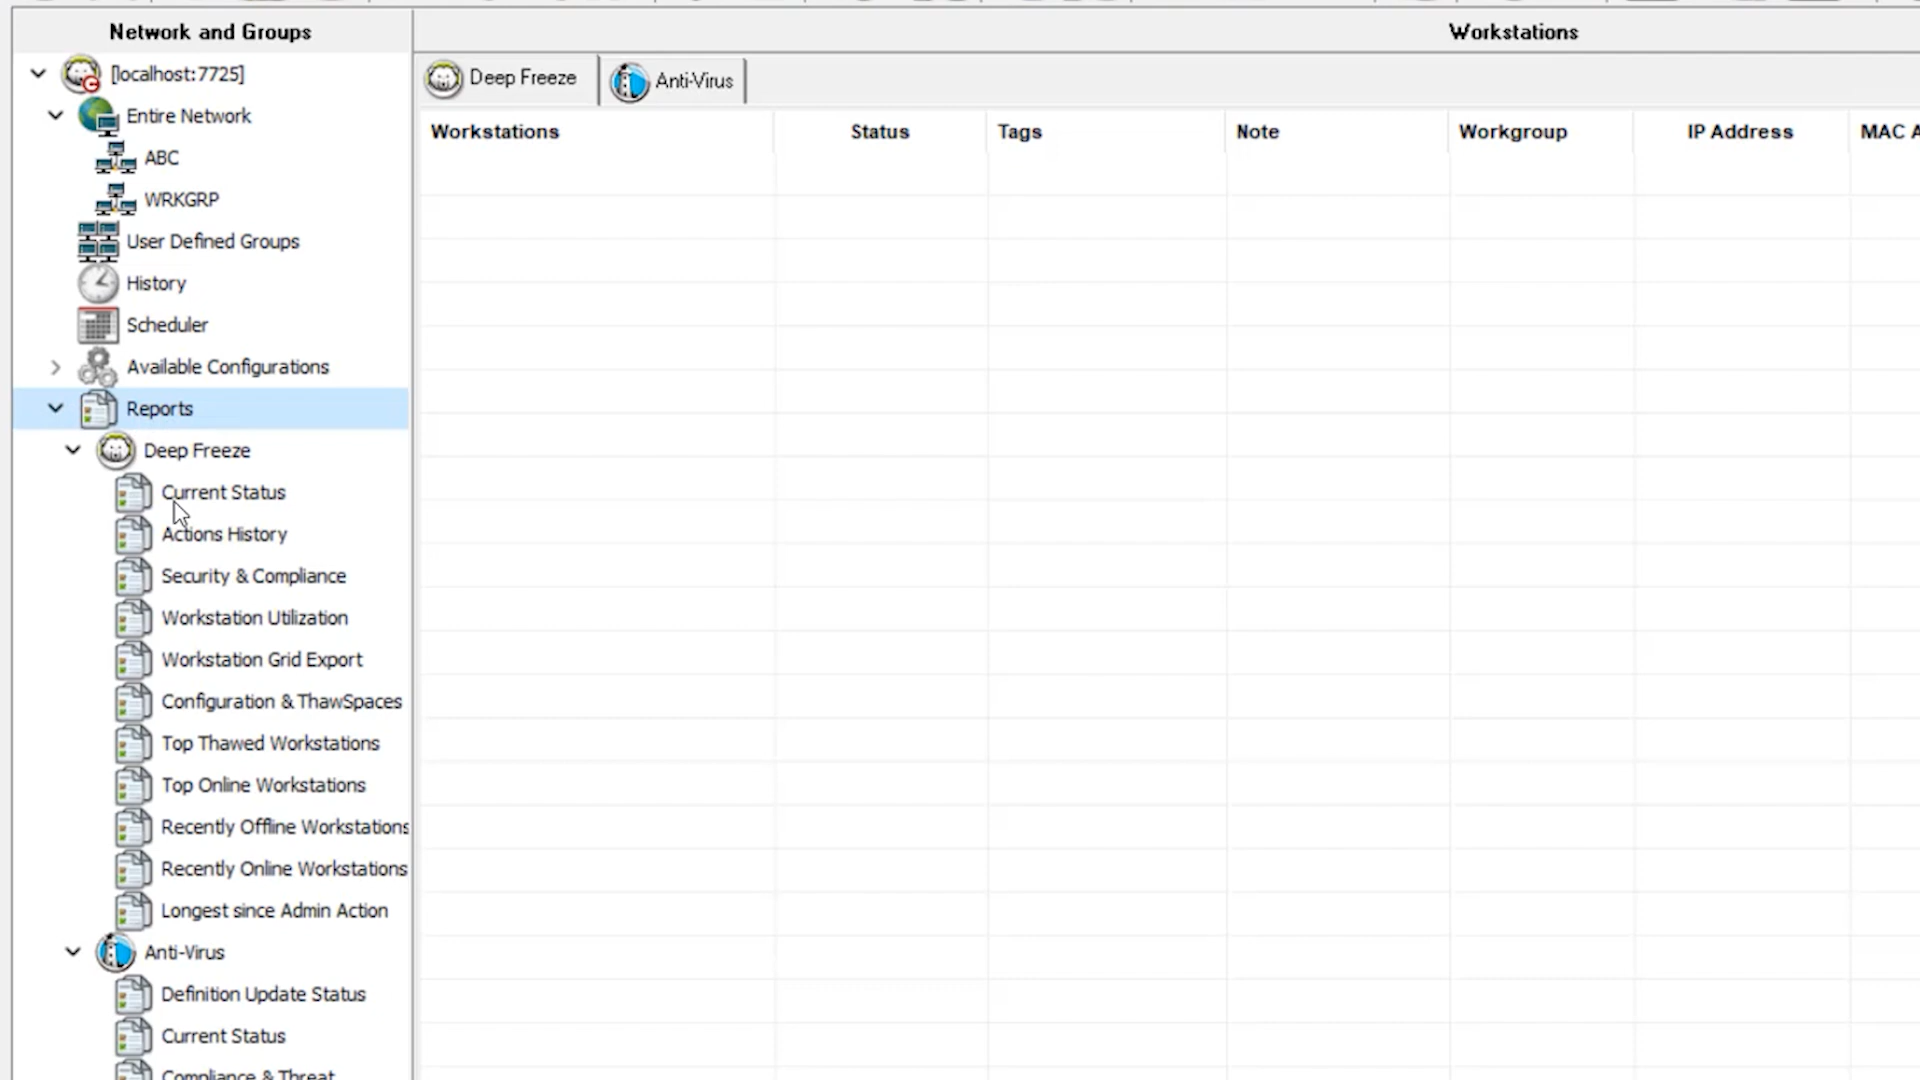 Network and Groups
Workstations
[localhost:7725]
Entire Network
ABC
WRKGRP
User Defined Groups
History
Scheduler
Available Configurations
Reports
Deep Freeze
Current Status
Actions History
Security & Compliance
Workstation Utilization
Workstation Grid Export
Configuration & ThawSpaces
Top Thawed Workstations
Top Online Workstations
Recently Offline Workstations
Recently Online Workstations
Longest since Admin Action
Anti-Virus
Definition Update Status
Current Status
Compliance & Threat
Deep Freeze Anti-Virus
Workstations Status Tags Note Workgroup IP Address MAC A